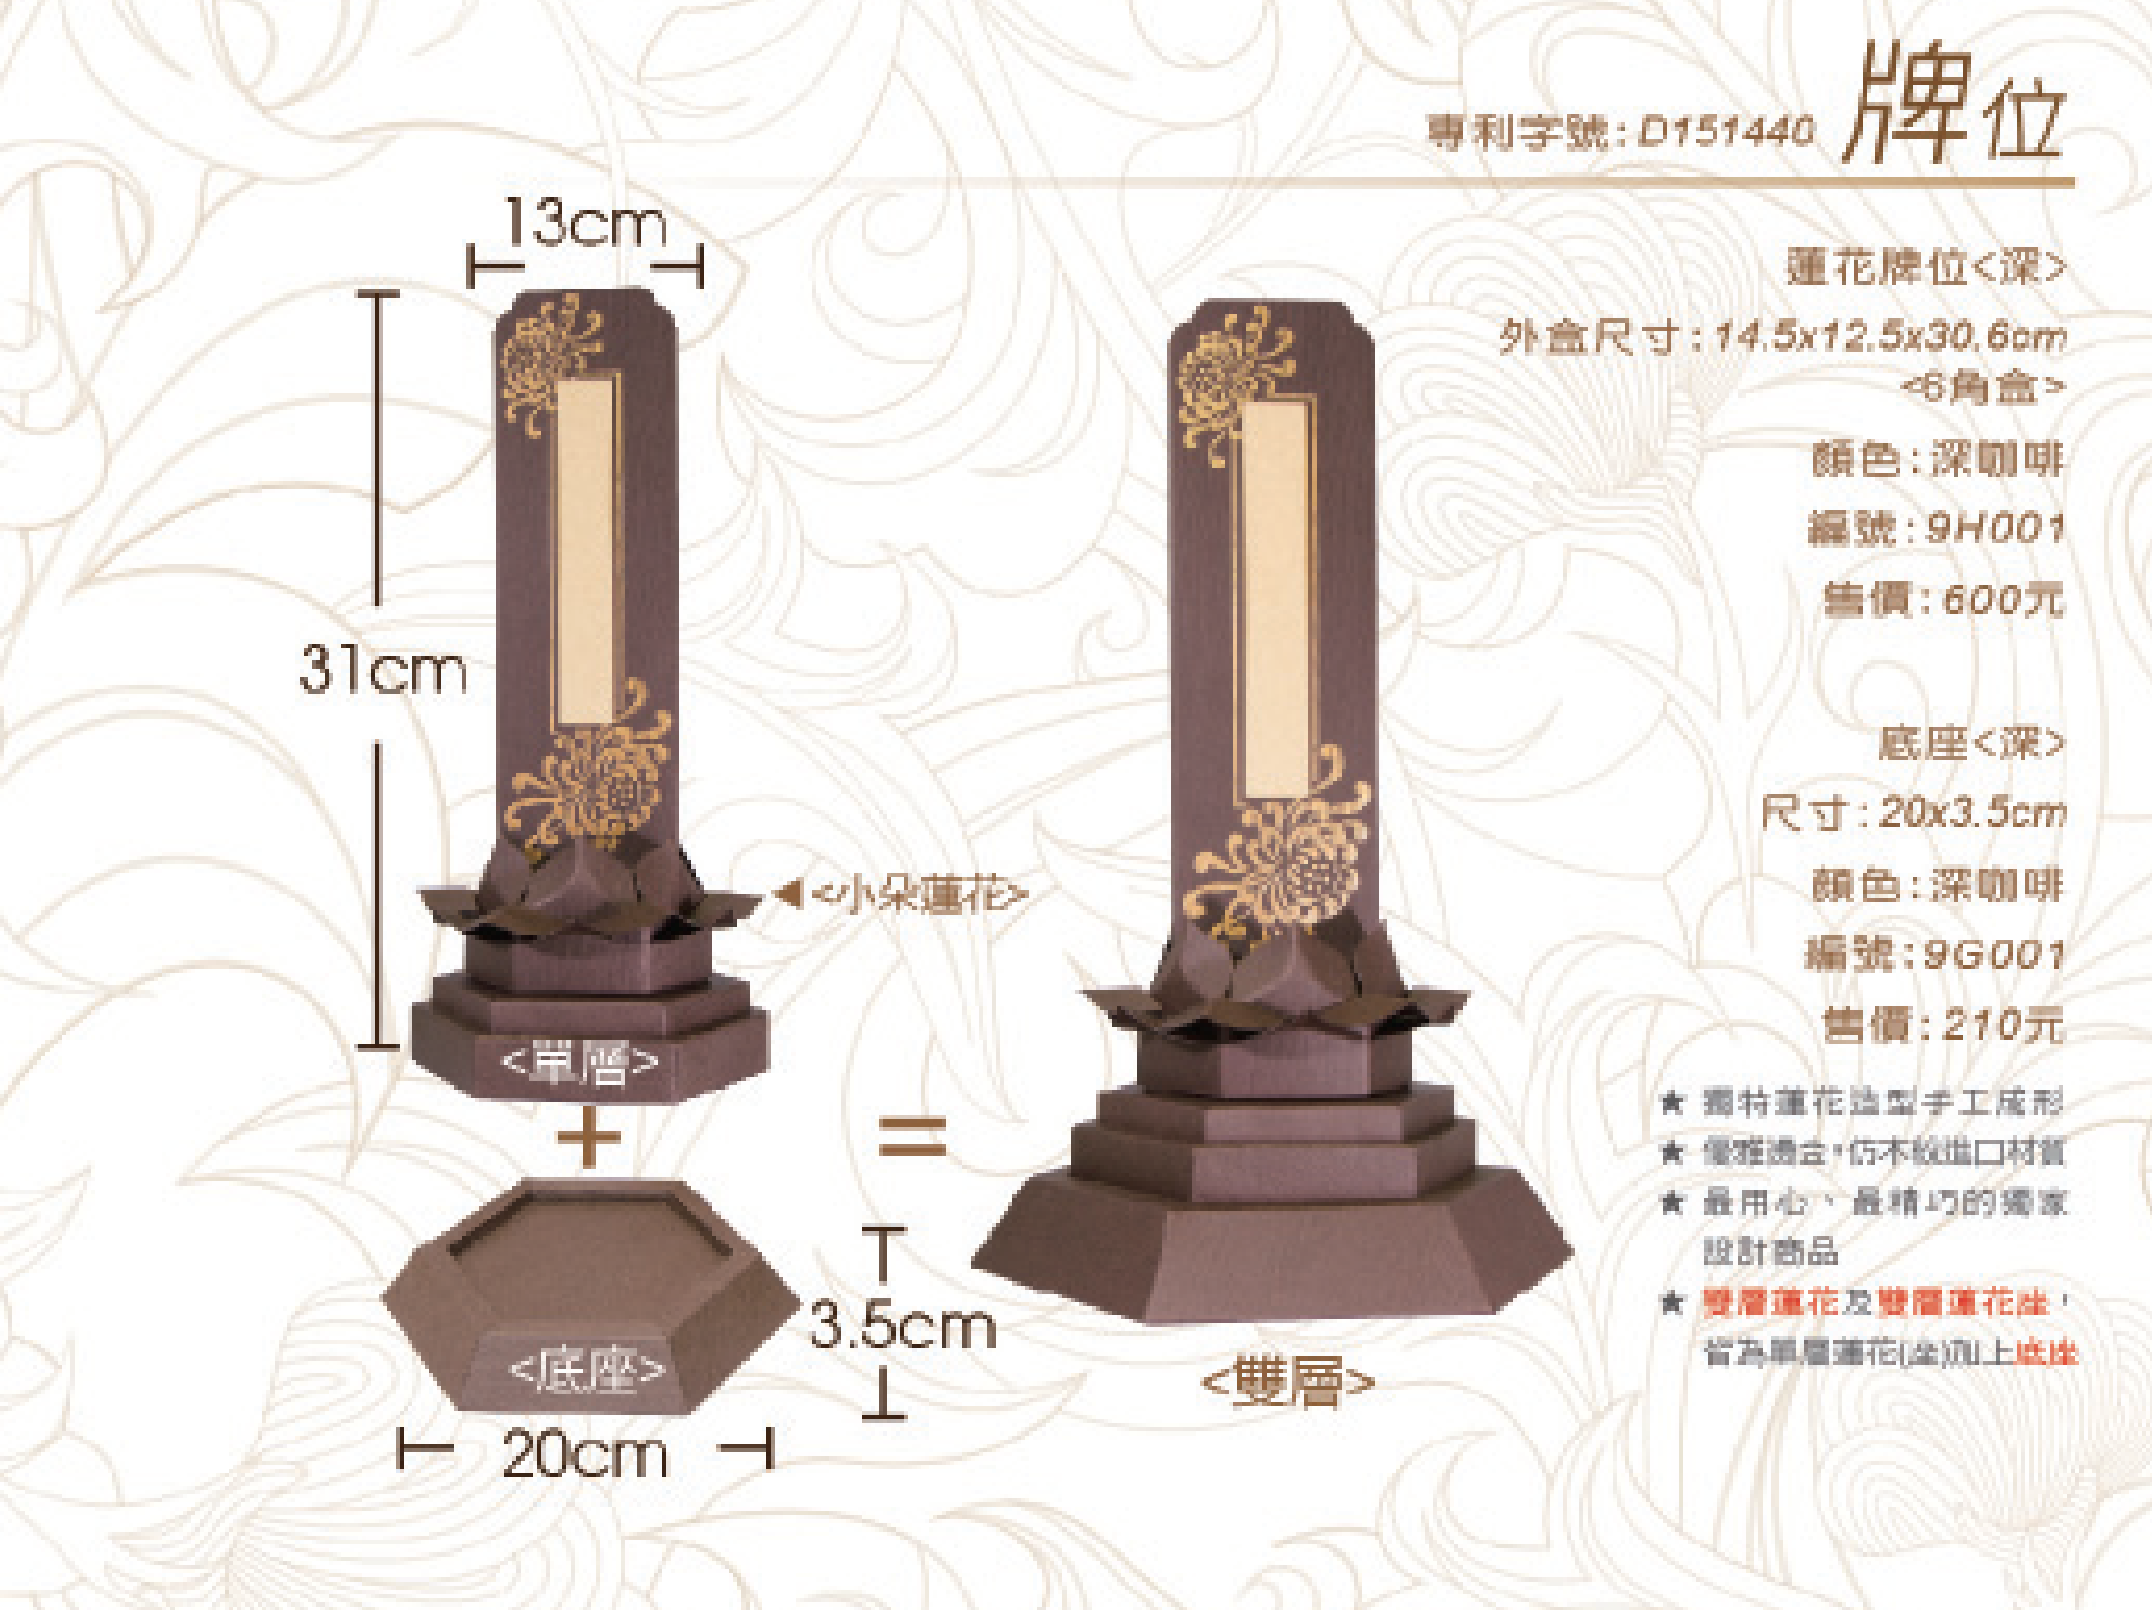 牌位
專利字號:D151440
13cm
31cm
<小朵蓮花>
<單層>
+
=
<底座>
3.5cm
20cm
<雙層>
蓮花牌位<深>
外盒尺寸:14.5x12.5x30.6cm
<6角盒>
顏色:深咖啡
編號:9H001
售價:600元
底座<深>
尺寸:20x3.5cm
顏色:深咖啡
編號:9G001
售價:210元
★ 獨特蓮花造型手工成形
★ 優雅燙金,仿木紋進口材質
★ 最用心、最精巧的獨家
設計商品
★ 雙層蓮花及雙層蓮花座,
皆為單層蓮花(座)加上底座